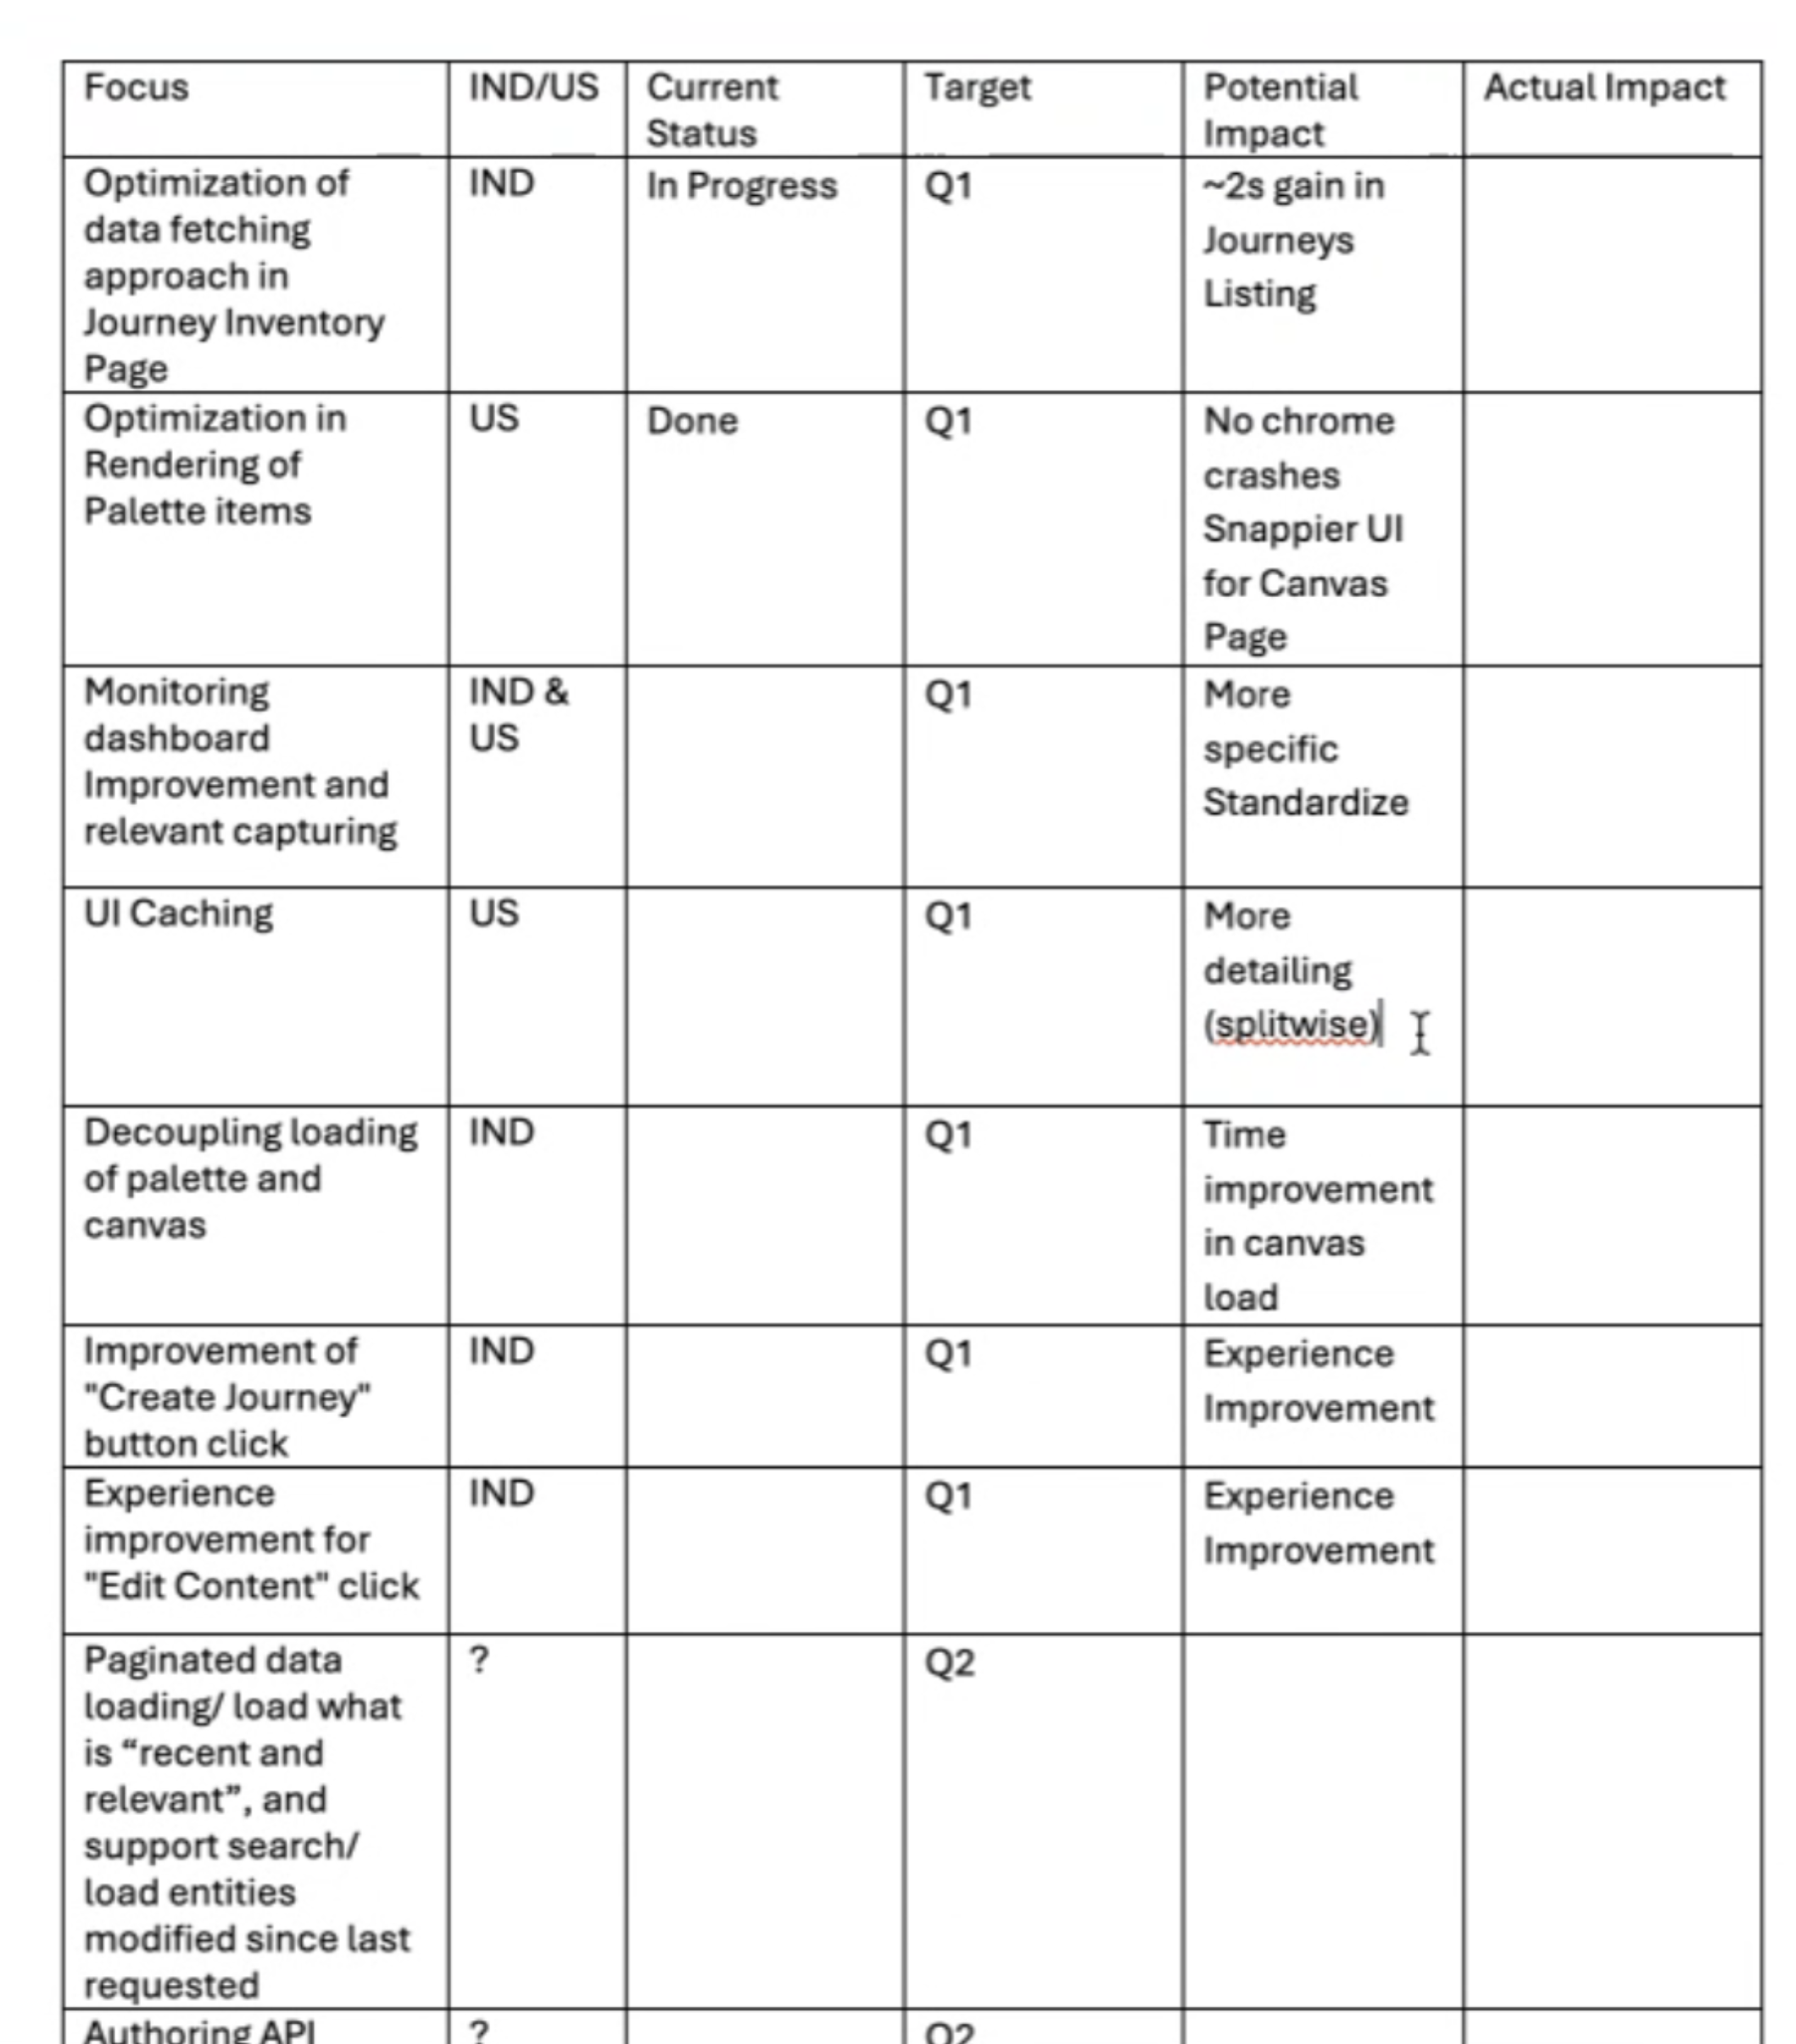 Focus
IND/US
Current
Status
Target
Potential
Impact
Actual Impact
Optimization of
data fetching
approach in
Journey Inventory
Page
IND
In Progress
Q1
~2s gain in
Journeys
Listing
Optimization in
Rendering of
Palette items
US
Done
Q1
No chrome
crashes
Snappier UI
for Canvas
Page
Monitoring
dashboard
Improvement and
relevant capturing
IND &
US
Q1
More
specific
Standardize
UI Caching
US
Q1
More
detailing
(splitwise)
Decoupling loading
of palette and
canvas
IND
Q1
Time
improvement
in canvas
load
Improvement of
"Create Journey"
button click
IND
Q1
Experience
Improvement
Experience
improvement for
"Edit Content" click
IND
Q1
Experience
Improvement
Paginated data
loading/ load what
is “recent and
relevant”, and
support search/
load entities
modified since last
requested
?
Q2
Authoring API
?
Q2